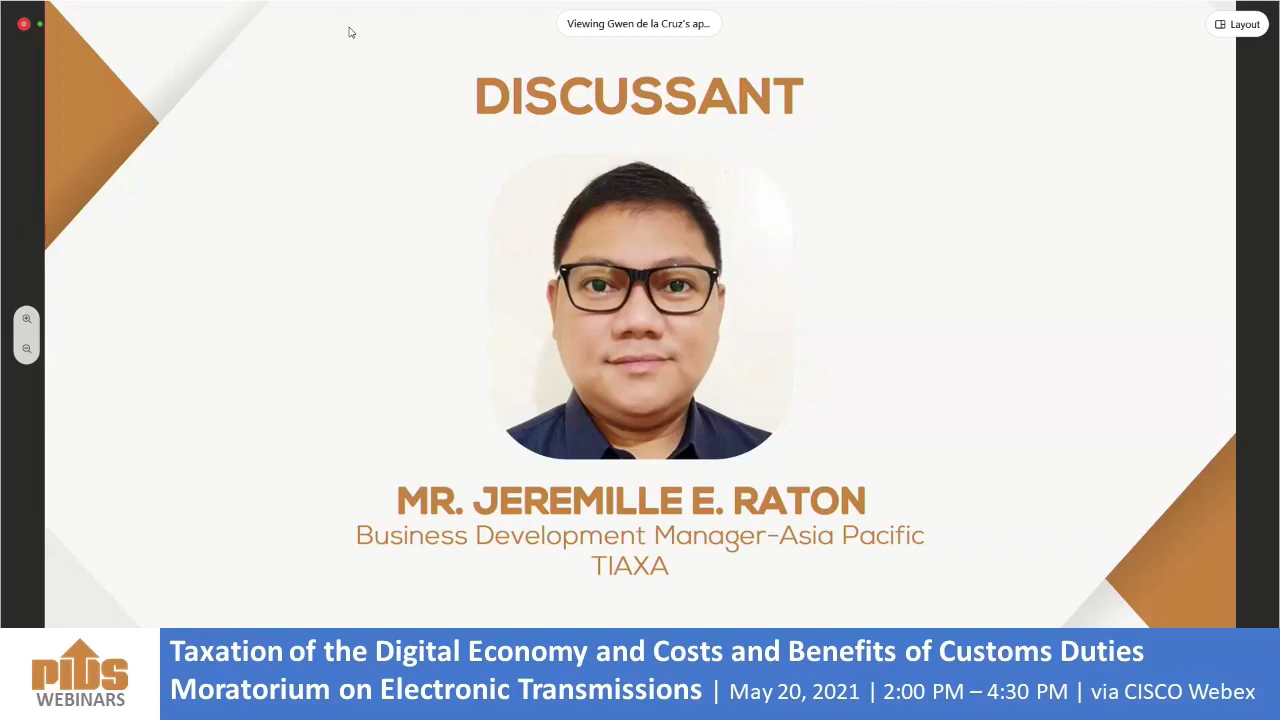 Viewing Gwen de la Cruz's ap...
Layout
DISCUSSANT
MR. JEREMILLE E. RATON
Business Development Manager-Asia Pacific
TIAXA
PIDS
WEBINARS
Taxation of the Digital Economy and Costs and Benefits of Customs Duties
Moratorium on Electronic Transmissions | May 20, 2021 | 2:00 PM – 4:30 PM | via CISCO Webex